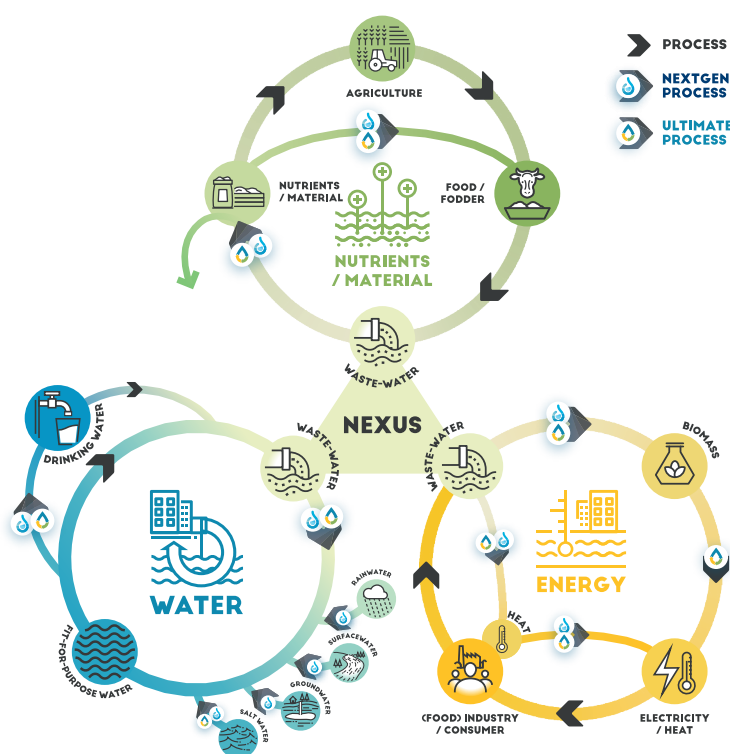 PROCESS
NEXTGEN
PROCESS
ULTIMATE
PROCESS
AGRICULTURE
NUTRIENTS
/ MATERIAL
FOOD /
FODDER
NUTRIENTS
/ MATERIAL
WASTE-WATER
NEXUS
WASTE-WATER
WASTE-WATER
DRINKING WATER
BIOMASS
WATER
ENERGY
RAINWATER
HEAT
SURFACEWATER
FIT-FOR-PURPOSE WATER
GROUNDWATER
SALT WATER
(FOOD) INDUSTRY
/ CONSUMER
ELECTRICITY
/ HEAT